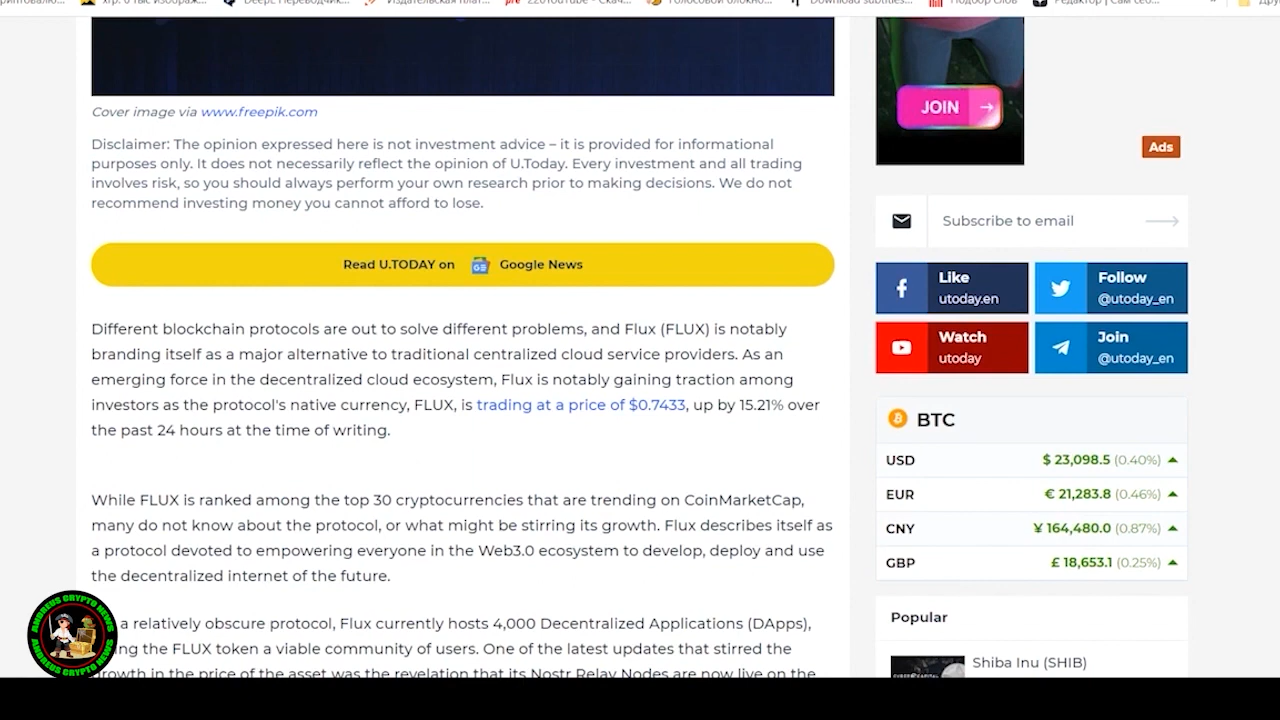 Cover image via www.freepik.com
Disclaimer: The opinion expressed here is not investment advice – it is provided for informational
purposes only. It does not necessarily reflect the opinion of U.Today. Every investment and all trading
involves risk, so you should always perform your own research prior to making decisions. We do not
recommend investing money you cannot afford to lose.
Read U.TODAY on Google News
Different blockchain protocols are out to solve different problems, and Flux (FLUX) is notably
branding itself as a major alternative to traditional centralized cloud service providers. As an
emerging force in the decentralized cloud ecosystem, Flux is notably gaining traction among
investors as the protocol's native currency, FLUX, is trading at a price of $0.7433, up by 15.21% over
the past 24 hours at the time of writing.
While FLUX is ranked among the top 30 cryptocurrencies that are trending on CoinMarketCap,
many do not know about the protocol, or what might be stirring its growth. Flux describes itself as
a protocol devoted to empowering everyone in the Web3.0 ecosystem to develop, deploy and use
the decentralized internet of the future.
a relatively obscure protocol, Flux currently hosts 4,000 Decentralized Applications (DApps),
the FLUX token a viable community of users. One of the latest updates that stirred the
growth in the price of the asset was the revelation that its Nostr Relay Nodes are now live on the
ANDREUS CRYPTO NEWS
ANDREUS CRYPTO NEWS
JOIN
Ads
Subscribe to email
Like
utoday.en
Follow
@utoday_en
Watch
utoday
Join
@utoday_en
BTC
USD $ 23,098.5 (0.40%)
EUR € 21,283.8 (0.46%)
CNY ¥ 164,480.0 (0.87%)
GBP £ 18,653.1 (0.25%)
Popular
Shiba Inu (SHIB)